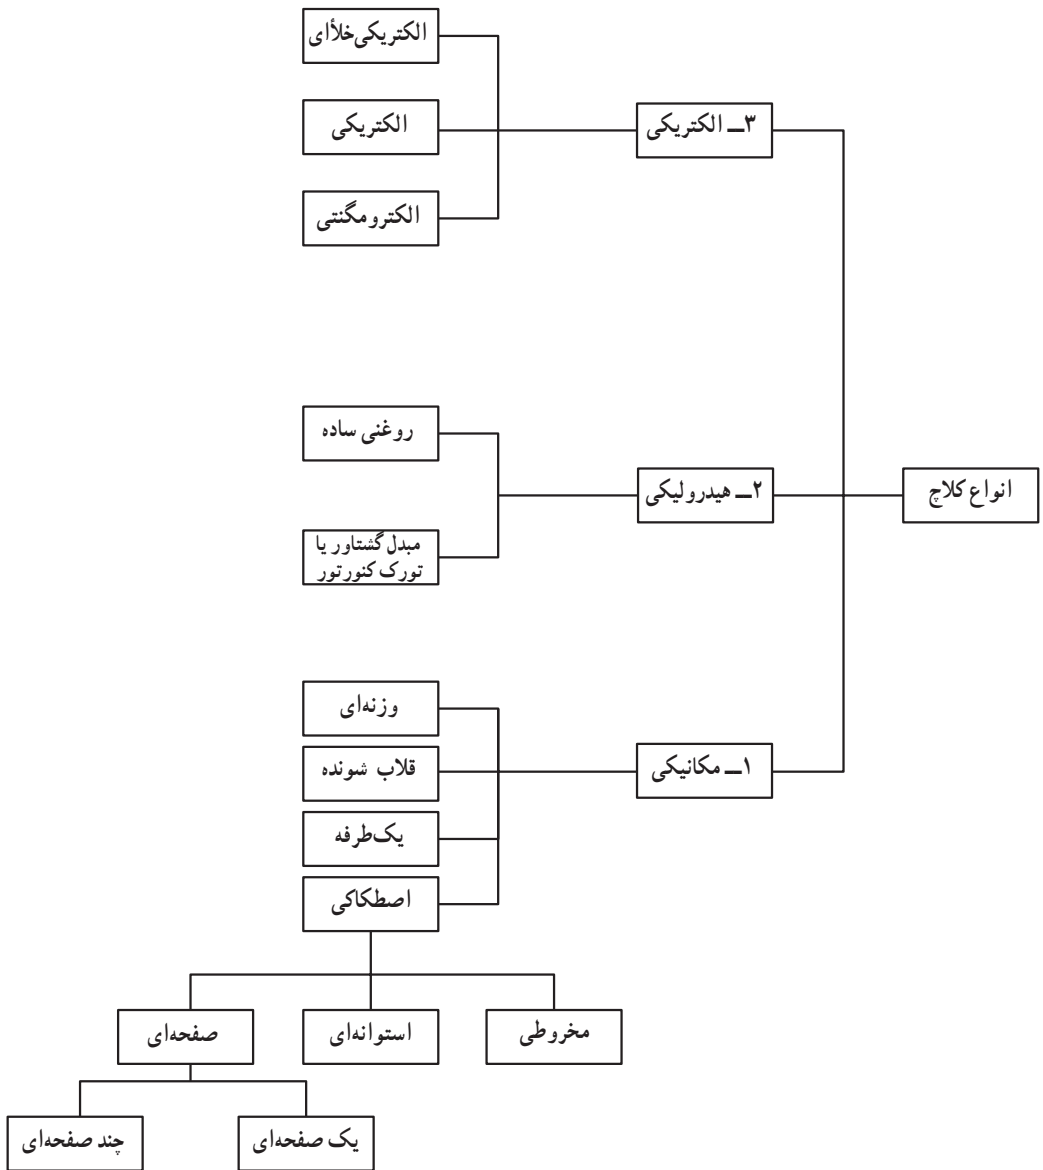 الکتریکی‌خلأای
۳ــ الکتریکی
الکتریکی
الکترومگنتی
روغنی ساده
انواع کلاچ
۲ــ هیدرولیکی
مبدل گشتاور یا
تورک کنورتور
وزنه‌ای
۱ــ مکانیکی
قلاب شونده
یک‌طرفه
اصطکاکی
مخروطی
استوانه‌ای
صفحه‌ای
یک صفحه‌ای
چند صفحه‌ای